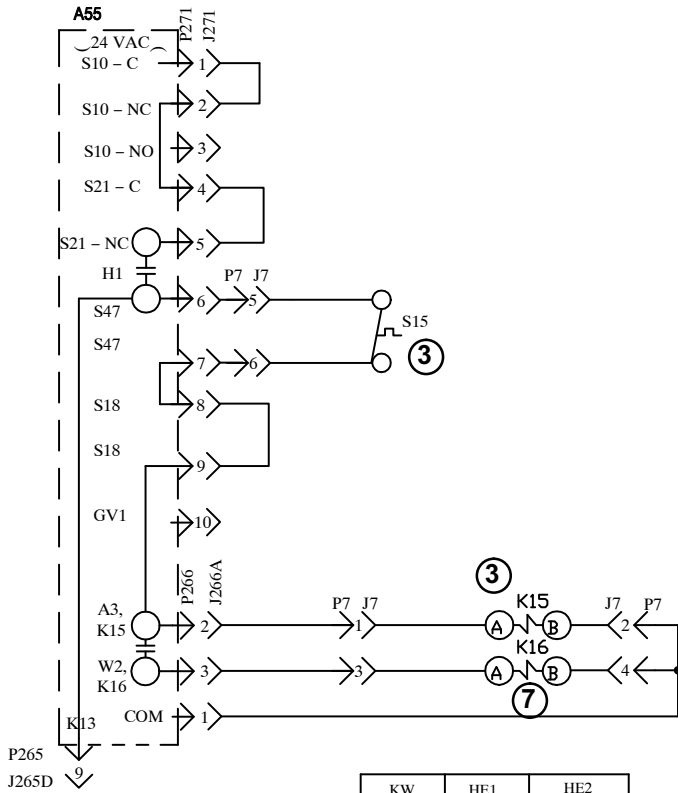 A55
P271 J271
24 VAC
S10 – C 1
S10 – NC 2
S10 – NO 3
S21 – C 4
S21 – NC 5
H1
P7 J7
S47 6 5
S15
S47
3
7 6
S18 8
S18 9
GV1 10
P266 J266A
3
A3,
K15
2
P7 J7
1
K15
A B
J7 P7
2
W2,
K16
3
3
K16
A B
4
7
COM 1
K13
P265
J265D 9
KW HE1 HE2